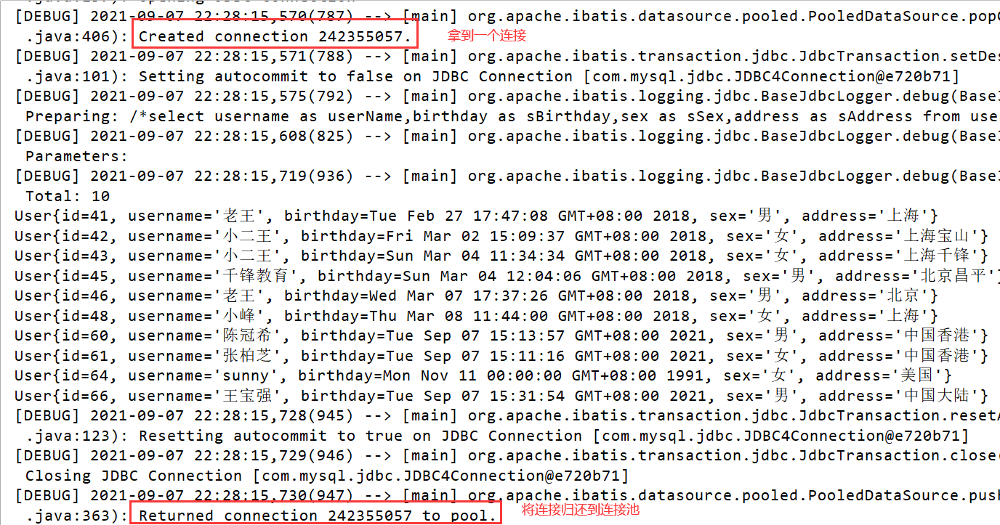 [DEBUG] 2021-09-07 22:28:15,570(787) --> [main] org.apache.ibatis.datasource.pooled.PooledDataSource.pop
.java:406): Created connection 242355057. 拿到一个连接
[DEBUG] 2021-09-07 22:28:15,571(788) --> [main] org.apache.ibatis.transaction.jdbc.JdbcTransaction.setDes
.java:101): Setting autocommit to false on JDBC Connection [com.mysql.jdbc.JDBC4Connection@e720b71]
[DEBUG] 2021-09-07 22:28:15,575(792) --> [main] org.apache.ibatis.logging.jdbc.BaseJdbcLogger.debug(BaseJ
Preparing: /*select username as userName,birthday as sBirthday,sex as sSex,address as sAddress from use
[DEBUG] 2021-09-07 22:28:15,608(825) --> [main] org.apache.ibatis.logging.jdbc.BaseJdbcLogger.debug(BaseJ
Parameters:
[DEBUG] 2021-09-07 22:28:15,719(936) --> [main] org.apache.ibatis.logging.jdbc.BaseJdbcLogger.debug(BaseJ
Total: 10
User{id=41, username='老王', birthday=Tue Feb 27 17:47:08 GMT+08:00 2018, sex='男', address='上海'}
User{id=42, username='小二王', birthday=Fri Mar 02 15:09:37 GMT+08:00 2018, sex='女', address='上海宝山'}
User{id=43, username='小二王', birthday=Sun Mar 04 11:34:34 GMT+08:00 2018, sex='女', address='上海千锋'}
User{id=45, username='千锋教育', birthday=Sun Mar 04 12:04:06 GMT+08:00 2018, sex='男', address='北京昌平'}
User{id=46, username='老王', birthday=Wed Mar 07 17:37:26 GMT+08:00 2018, sex='男', address='北京'}
User{id=48, username='小峰', birthday=Thu Mar 08 11:44:00 GMT+08:00 2018, sex='女', address='上海'}
User{id=60, username='陈冠希', birthday=Tue Sep 07 15:13:57 GMT+08:00 2021, sex='男', address='中国香港'}
User{id=61, username='张柏芝', birthday=Tue Sep 07 15:11:16 GMT+08:00 2021, sex='女', address='中国香港'}
User{id=64, username='sunny', birthday=Mon Nov 11 00:00:00 GMT+08:00 1991, sex='女', address='美国'}
User{id=66, username='王宝强', birthday=Tue Sep 07 15:31:54 GMT+08:00 2021, sex='男', address='中国大陆'}
[DEBUG] 2021-09-07 22:28:15,728(945) --> [main] org.apache.ibatis.transaction.jdbc.JdbcTransaction.resetA
.java:123): Resetting autocommit to true on JDBC Connection [com.mysql.jdbc.JDBC4Connection@e720b71]
[DEBUG] 2021-09-07 22:28:15,729(946) --> [main] org.apache.ibatis.transaction.jdbc.JdbcTransaction.close(
Closing JDBC Connection [com.mysql.jdbc.JDBC4Connection@e720b71]
[DEBUG] 2021-09-07 22:28:15,730(947) --> [main] org.apache.ibatis.datasource.pooled.PooledDataSource.push
.java:363): Returned connection 242355057 to pool. 将连接归还到连接池